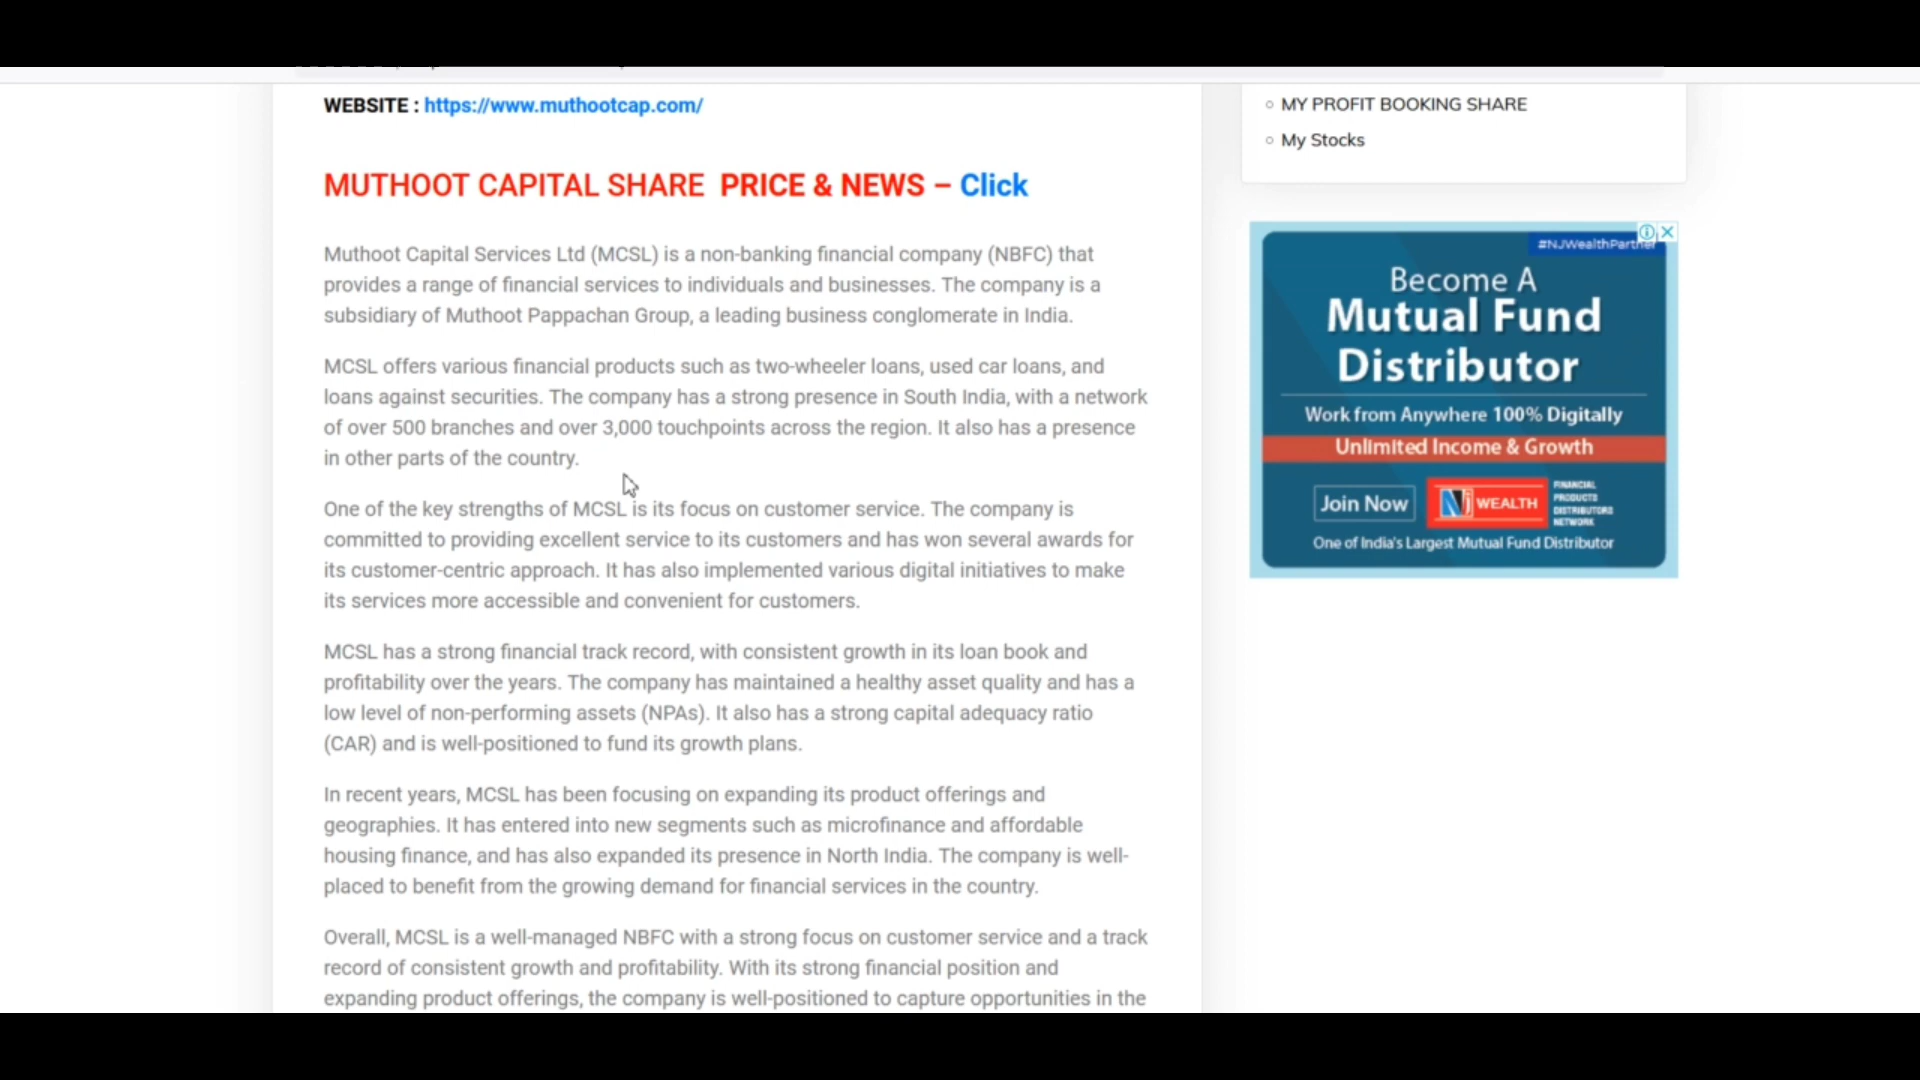 WEBSITE : https://www.muthootcap.com/
MUTHOOT CAPITAL SHARE PRICE & NEWS – Click
Muthoot Capital Services Ltd (MCSL) is a non-banking financial company (NBFC) that
provides a range of financial services to individuals and businesses. The company is a
subsidiary of Muthoot Pappachan Group, a leading business conglomerate in India.
MCSL offers various financial products such as two-wheeler loans, used car loans, and
loans against securities. The company has a strong presence in South India, with a network
of over 500 branches and over 3,000 touchpoints across the region. It also has a presence
in other parts of the country.
One of the key strengths of MCSL is its focus on customer service. The company is
committed to providing excellent service to its customers and has won several awards for
its customer-centric approach. It has also implemented various digital initiatives to make
its services more accessible and convenient for customers.
MCSL has a strong financial track record, with consistent growth in its loan book and
profitability over the years. The company has maintained a healthy asset quality and has a
low level of non-performing assets (NPAs). It also has a strong capital adequacy ratio
(CAR) and is well-positioned to fund its growth plans.
In recent years, MCSL has been focusing on expanding its product offerings and
geographies. It has entered into new segments such as microfinance and affordable
housing finance, and has also expanded its presence in North India. The company is well-
placed to benefit from the growing demand for financial services in the country.
Overall, MCSL is a well-managed NBFC with a strong focus on customer service and a track
record of consistent growth and profitability. With its strong financial position and
expanding product offerings, the company is well-positioned to capture opportunities in the
MY PROFIT BOOKING SHARE
My Stocks
#NJWealthPartner
Become A
Mutual Fund
Distributor
Work from Anywhere 100% Digitally
Unlimited Income & Growth
Join Now
NJ WEALTH
FINANCIAL
PRODUCTS
DISTRIBUTORS
NETWORK
One of India's Largest Mutual Fund Distributor